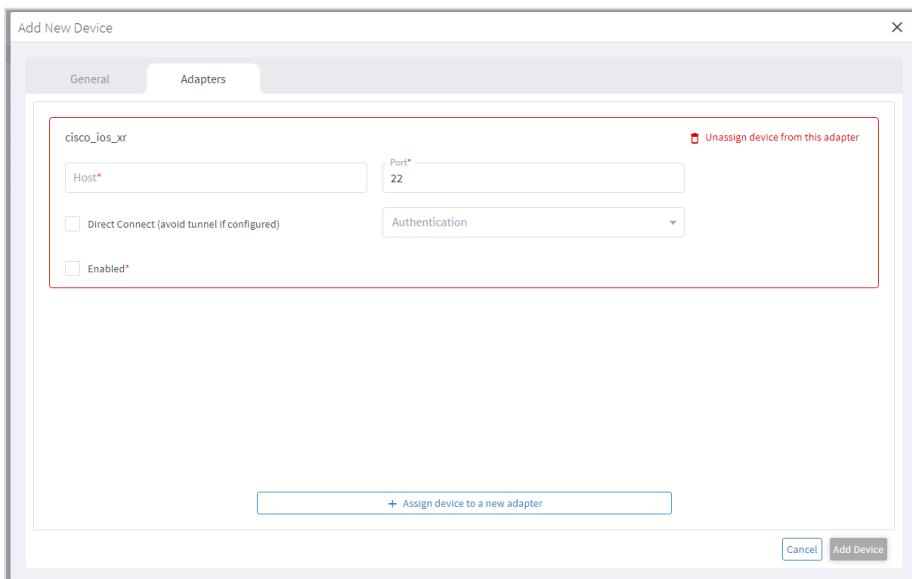 Add New Device
General
Adapters
cisco_ios_xr
Unassign device from this adapter
Host*
Port*
22
Direct Connect (avoid tunnel if configured)
Authentication
Enabled*
+ Assign device to a new adapter
Cancel
Add Device